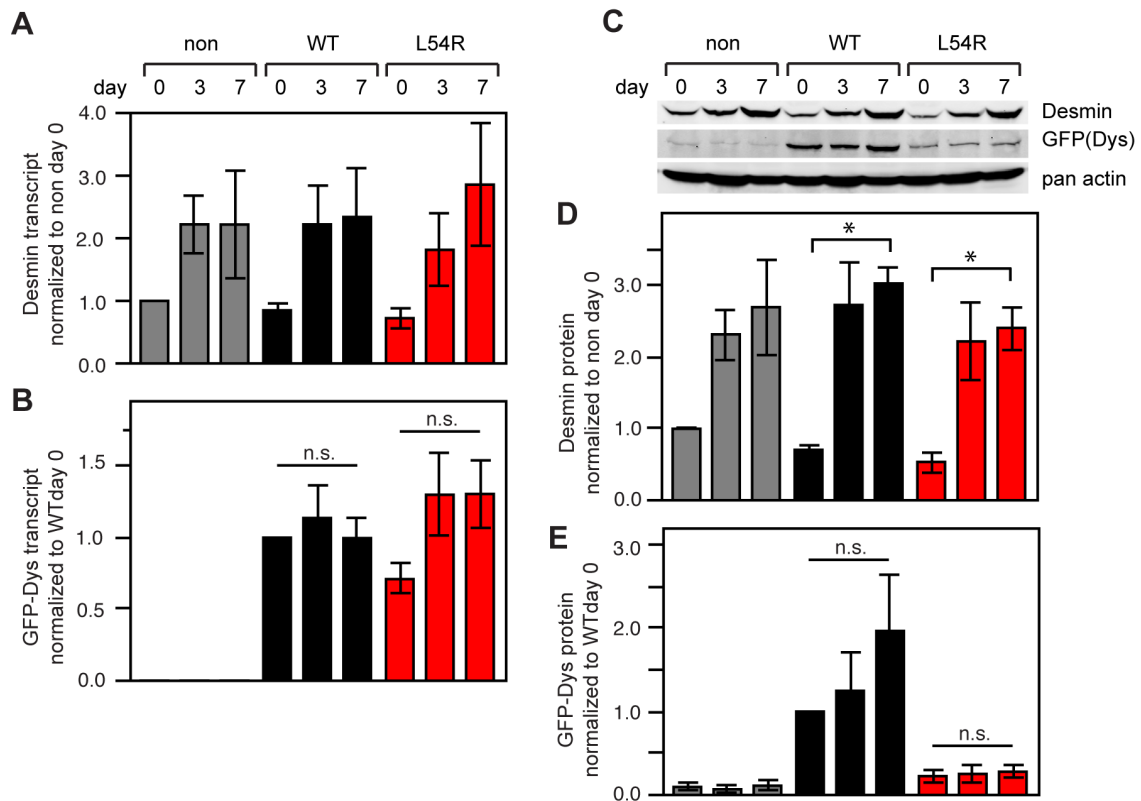 A
non WT L54R
day 0 3 7 0 3 7 0 3 7
Desmin transcript
normalized to non day 0
4.0
3.0
2.0
1.0
0.0
B
GFP-Dys transcript
normalized to WTday 0
1.5
1.0
0.5
0.0
n.s.
n.s.
C
non WT L54R
day 0 3 7 0 3 7 0 3 7
Desmin
GFP(Dys)
pan actin
D
Desmin protein
normalized to non day 0
3.0
2.0
1.0
0.0
*
*
E
GFP-Dys protein
normalized to WTday 0
3.0
2.0
1.0
0.0
n.s.
n.s.